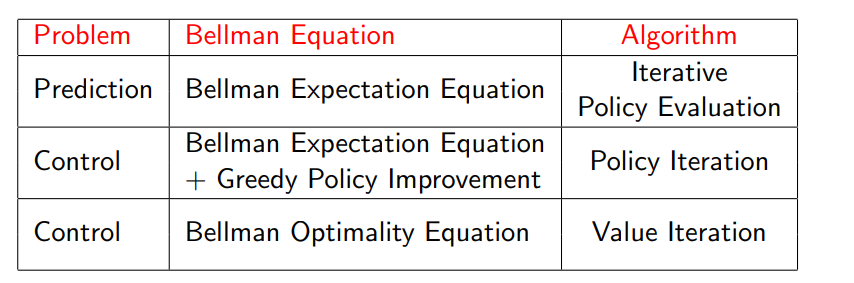 Problem Bellman Equation Algorithm
Prediction Bellman Expectation Equation Iterative
Policy Evaluation
Control Bellman Expectation Equation
+ Greedy Policy Improvement Policy Iteration
Control Bellman Optimality Equation Value Iteration